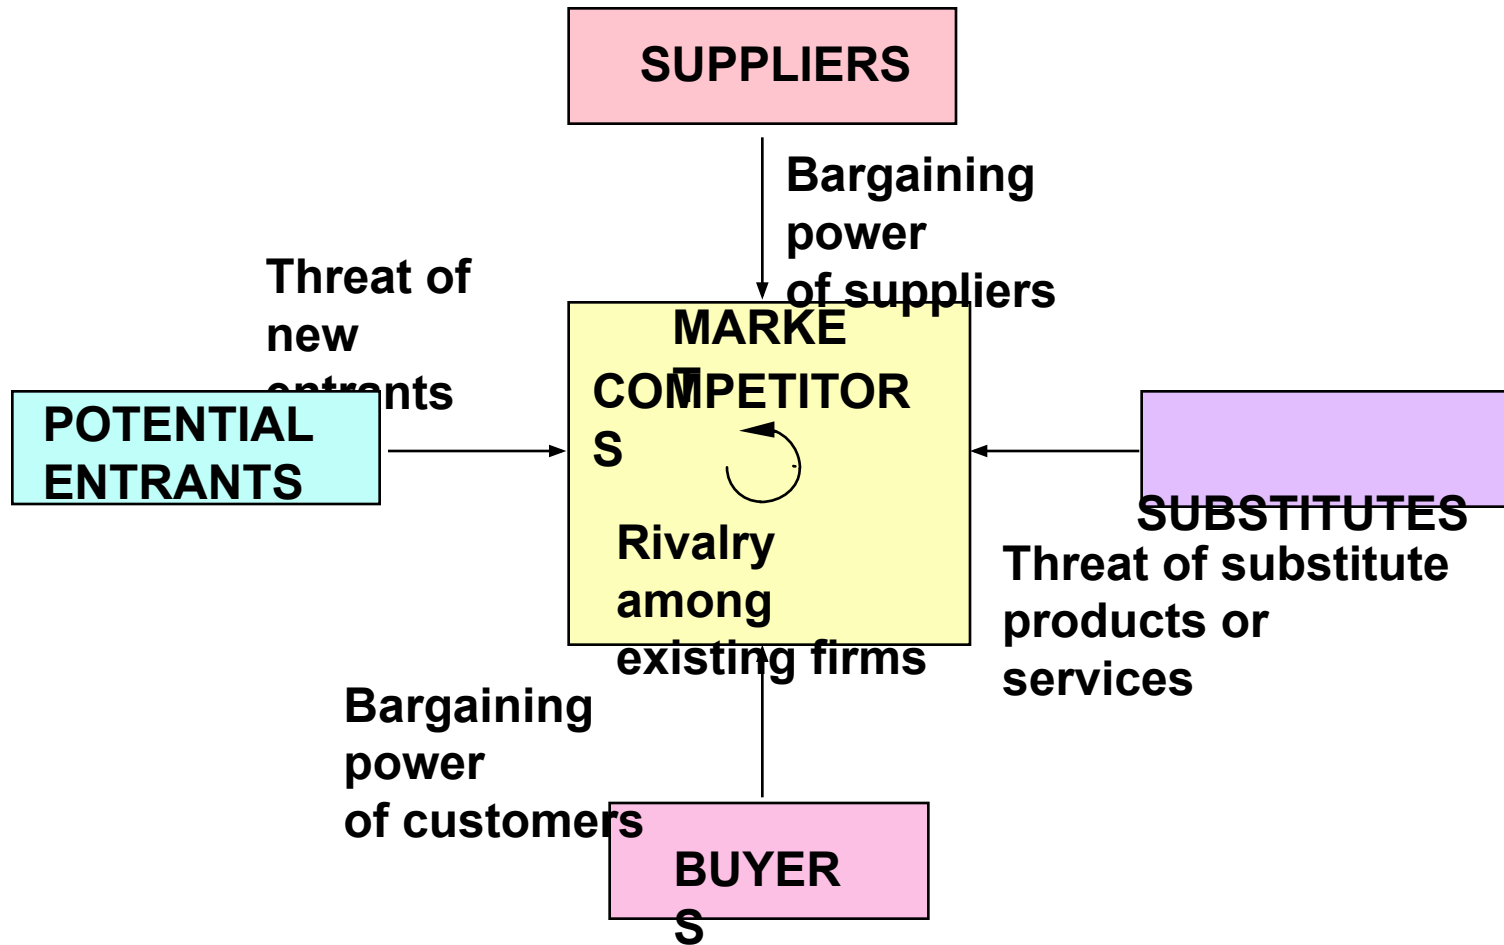 SUPPLIERS
Bargaining
power
of suppliers
Threat of
new
entrants
MARKE
T
COMPETITOR
S
POTENTIAL
ENTRANTS
SUBSTITUTES
Rivalry
among
existing firms
Threat of substitute
products or
services
Bargaining
power
of customers
BUYER
S